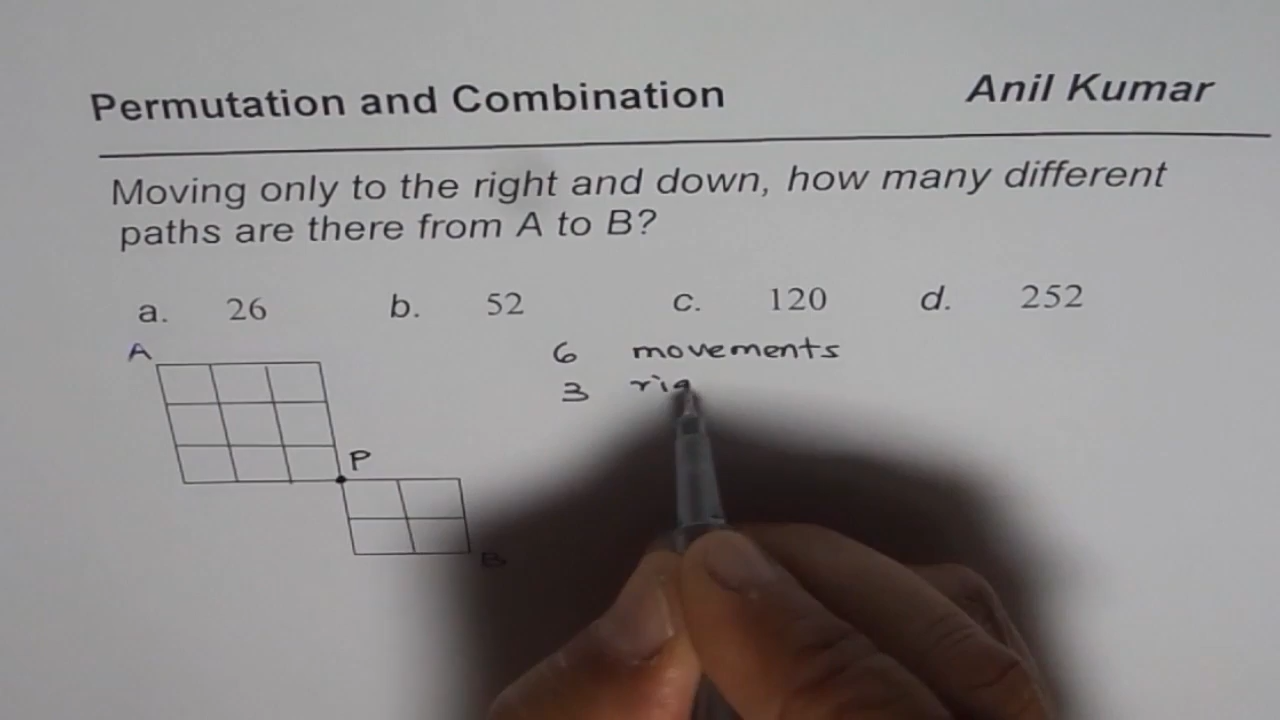 Permutation and Combination Anil Kumar
Moving only to the right and down, how many different
paths are there from A to B?
a. 26 b. 52 c. 120 d. 252
A
6 movements
3 rig
P
B